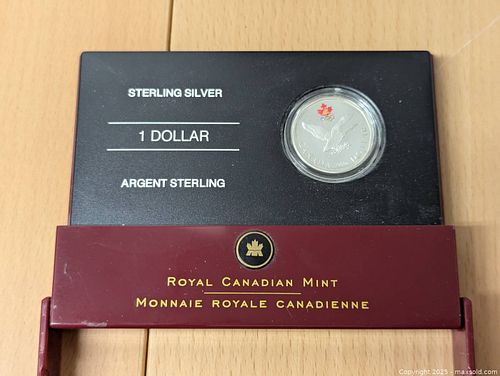 STERLING SILVER
1 DOLLAR
ARGENT STERLING
ROYAL CANADIAN MINT
MONNAIE ROYALE CANADIENNE
Copyright 2025 - maxsold.com